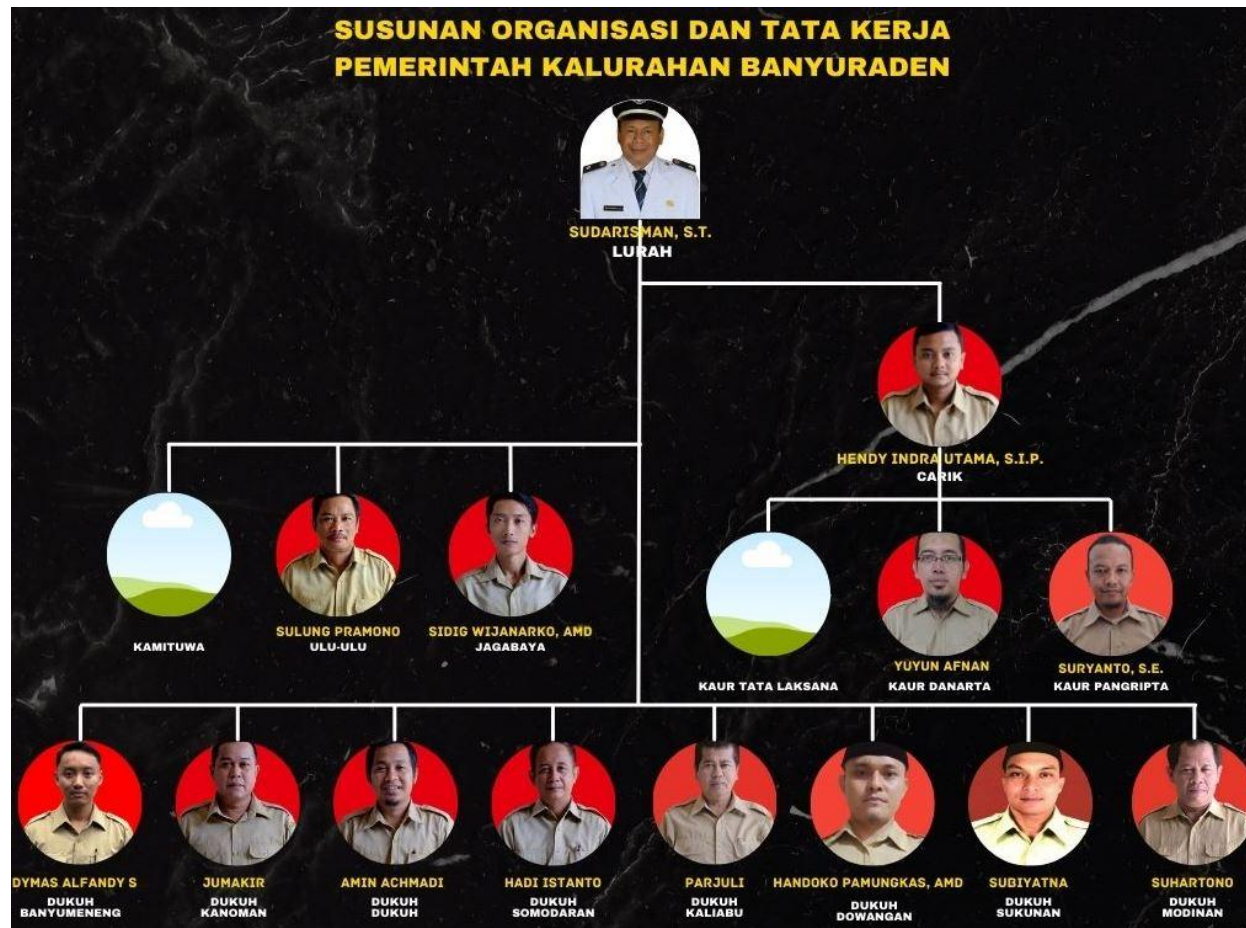 SUSUNAN ORGANISASI DAN TATA KERJA
PEMERINTAH KALURAHAN BANYURADEN
SUDARISMAN, S.T.
LURAH
HENDY INDRA UTAMA, S.I.P.
CARIK
KAMITUWA
SULUNG PRAMONO
ULU-ULU
SIDIG WIJANARKO, AMD
JAGABAYA
KAUR TATA LAKSANA
YUYUN AFNAN
KAUR DANARTA
SURYANTO, S.E.
KAUR PANGRIPTA
DYMAS ALFANDY S
DUKUH
BANYUMENENG
JUMAKIR
DUKUH
KANOMAN
AMIN ACHMADI
DUKUH
DUKUH
HADI ISTANTO
DUKUH
SOMODARAN
PARJULI
DUKUH
KALIABU
HANDOKO PAMUNGKAS, AMD
DUKUH
DOWANGAN
SUBIYATNA
DUKUH
SUKUNAN
SUHARTONO
DUKUH
MODINAN